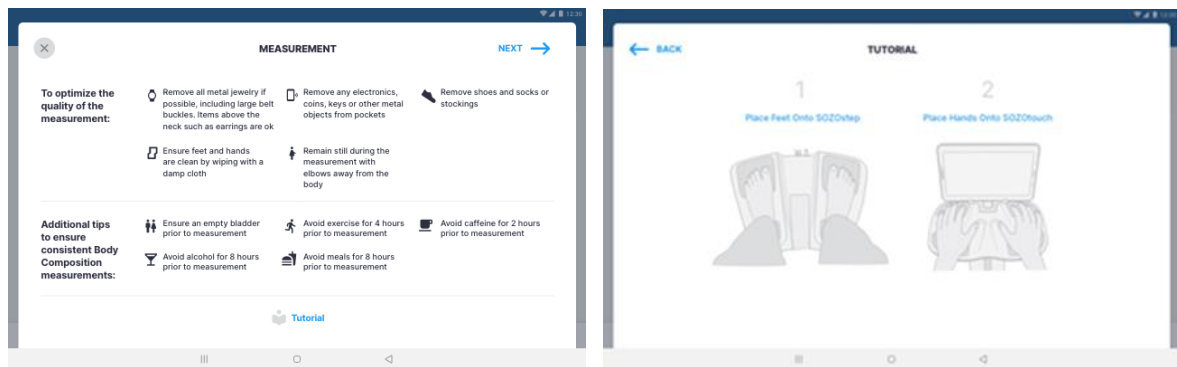 12:30
MEASUREMENT
NEXT
To optimize the
quality of the
measurement:
Remove all metal jewelry if
possible, including large belt
buckles. Items above the
neck such as earrings are ok
Remove any electronics,
coins, keys or other metal
objects from pockets
Remove shoes and socks or
stockings
Ensure feet and hands
are clean by wiping with a
damp cloth
Remain still during the
measurement with
elbows away from the
body
Additional tips
to ensure
consistent Body
Composition
measurements:
Ensure an empty bladder
prior to measurement
Avoid exercise for 4 hours
prior to measurement
Avoid caffeine for 2 hours
prior to measurement
Avoid alcohol for 8 hours
prior to measurement
Avoid meals for 8 hours
prior to measurement
Tutorial
BACK
TUTORIAL
1
2
Place Feet Onto SOZOstep
Place Hands Onto SOZOtouch